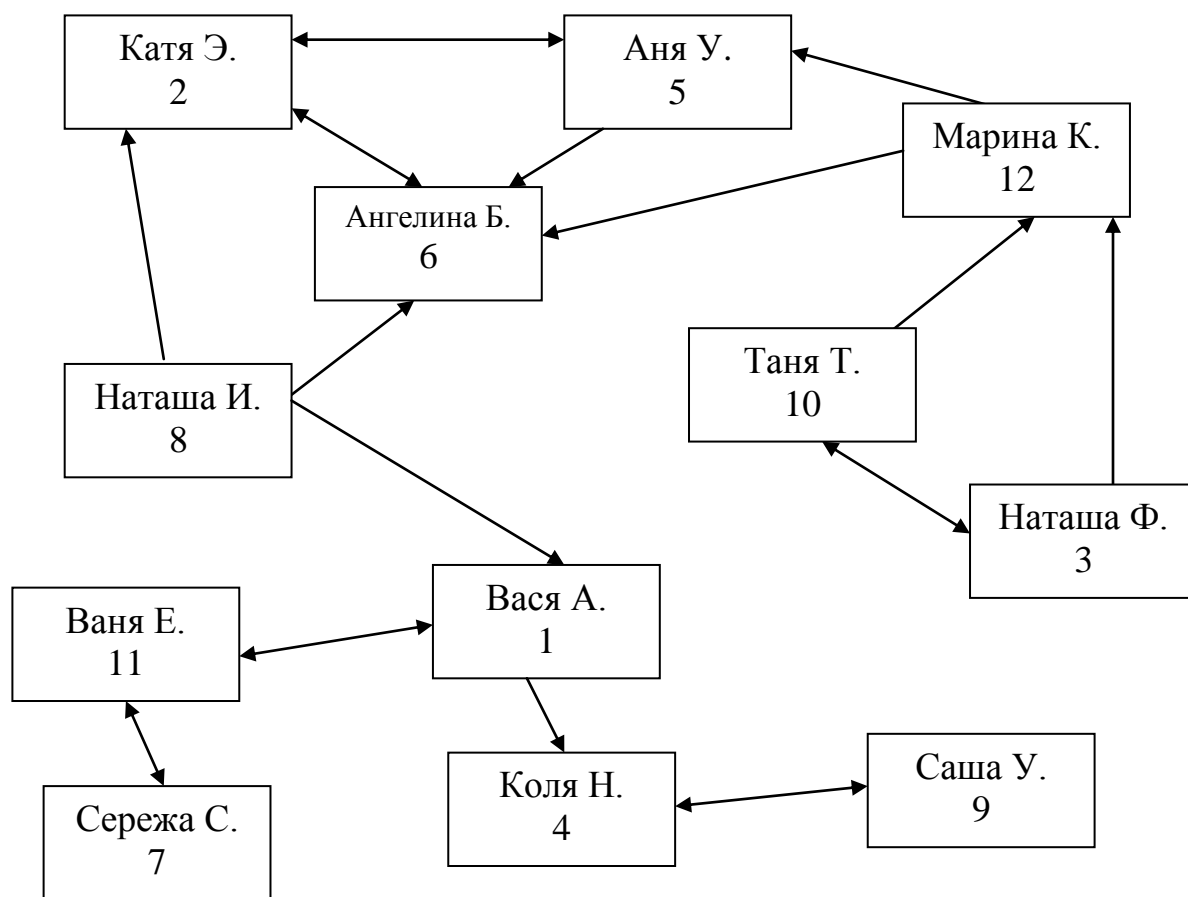 Катя Э.
2
Аня У.
5
Марина К.
12
Ангелина Б.
6
Таня Т.
10
Наташа И.
8
Наташа Ф.
3
Вася А.
1
Ваня Е.
11
Коля Н.
4
Саша У.
9
Сережа С.
7